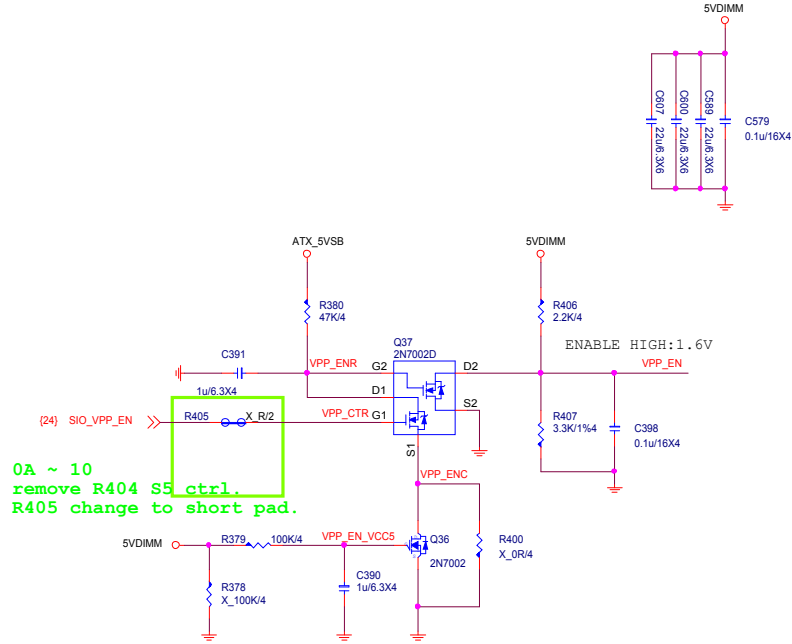 5VDIMM
C607
22u/6.3X6
C600
22u/6.3X6
C589
22u/6.3X6
C579
0.1u/16X4
ATX_5VSB
5VDIMM
R380
47K/4
R406
2.2K/4
Q37
2N7002D
ENABLE HIGH:1.6V
C391
1u/6.3X4
VPP_ENR
G2
D2
VPP_EN
D1
S2
{24} SIO_VPP_EN
R405
X_R/2
VPP_CTR
G1
S1
R407
3.3K/1%4
C398
0.1u/16X4
0A ~ 10
remove R404 S5 ctrl.
R405 change to short pad.
VPP_ENC
5VDIMM
R379
100K/4
VPP_EN_VCC5
Q36
2N7002
R400
X_0R/4
R378
X_100K/4
C390
1u/6.3X4